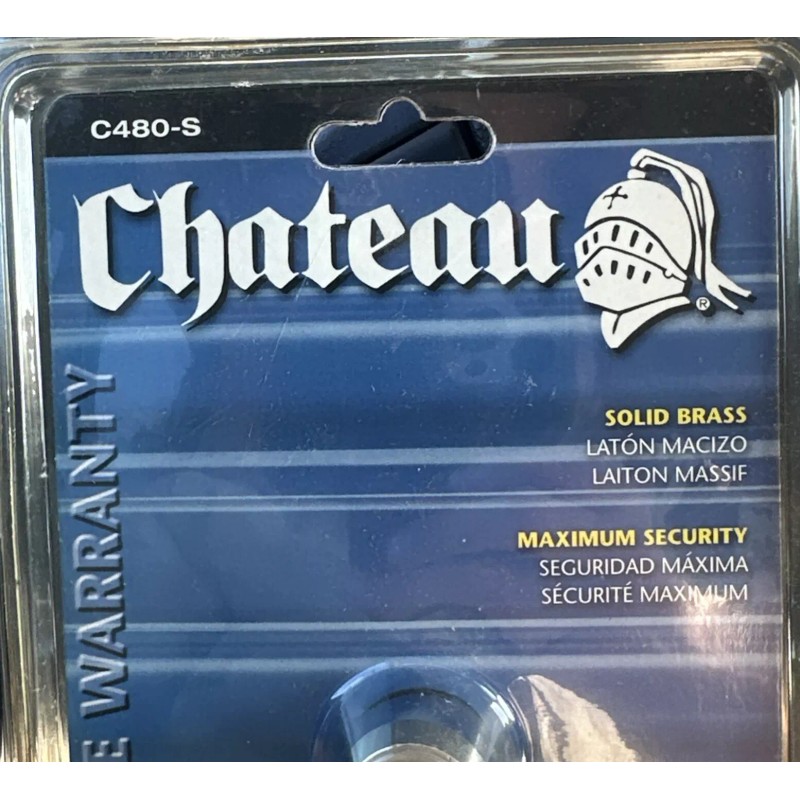 C480-S
Chateau
®
SOLID BRASS
LATÓN MACIZO
LAITON MASSIF
MAXIMUM SECURITY
SEGURIDAD MÁXIMA
SÉCURITÉ MAXIMUM
WARRANTY